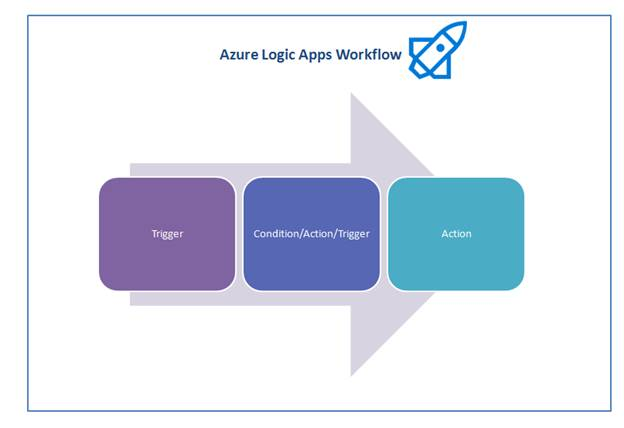 Azure Logic Apps Workflow
Trigger
Condition/Action/Trigger
Action